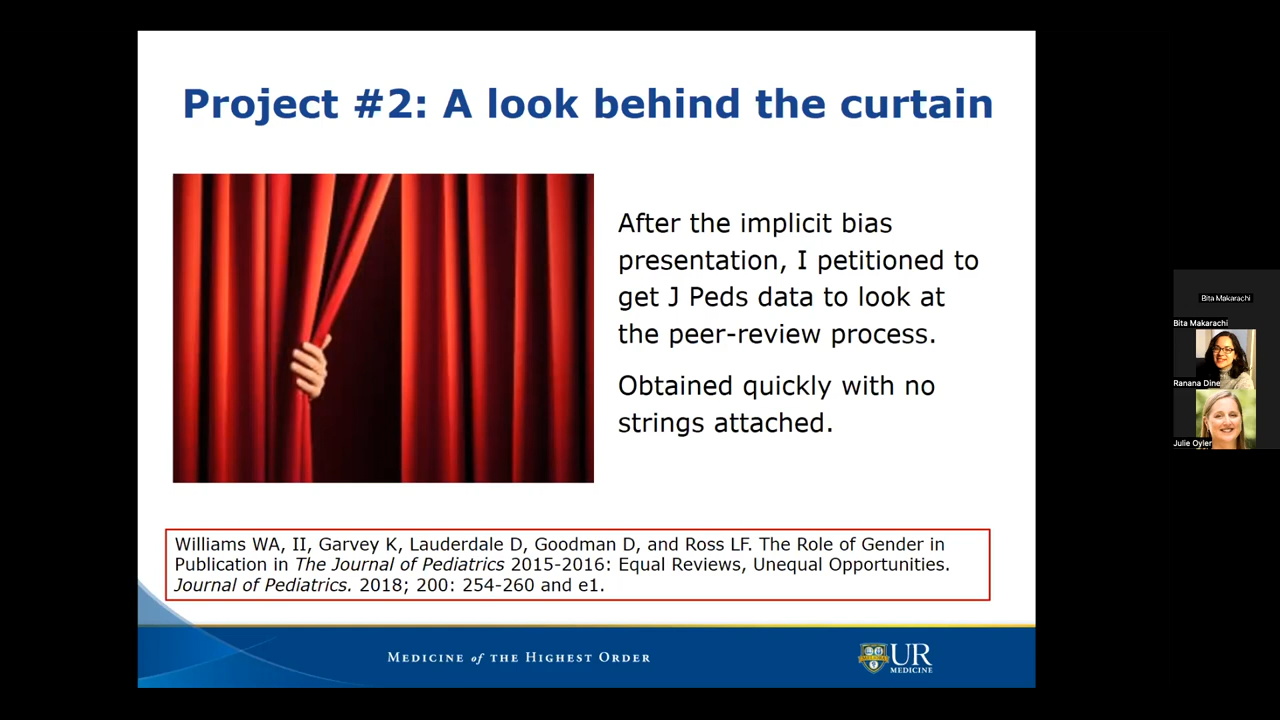 Project #2: A look behind the curtain
After the implicit bias
presentation, I petitioned to
get J Peds data to look at
the peer-review process.
Obtained quickly with no
strings attached.
Williams WA, II, Garvey K, Lauderdale D, Goodman D, and Ross LF. The Role of Gender in
Publication in The Journal of Pediatrics 2015-2016: Equal Reviews, Unequal Opportunities.
Journal of Pediatrics. 2018; 200: 254-260 and e1.
MEDICINE of THE HIGHEST ORDER
UR
MEDICINE
Bita Makarachi
Bita Makarachi
Ranana Dine
Julie Oyler